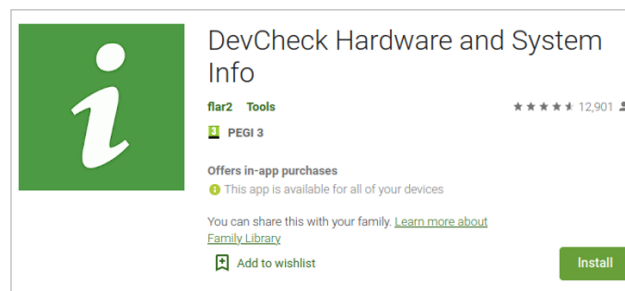 i
DevCheck Hardware and System
Info
flar2 Tools
12,901
3 PEGI 3
Offers in-app purchases
This app is available for all of your devices
You can share this with your family. Learn more about
Family Library
Add to wishlist
Install